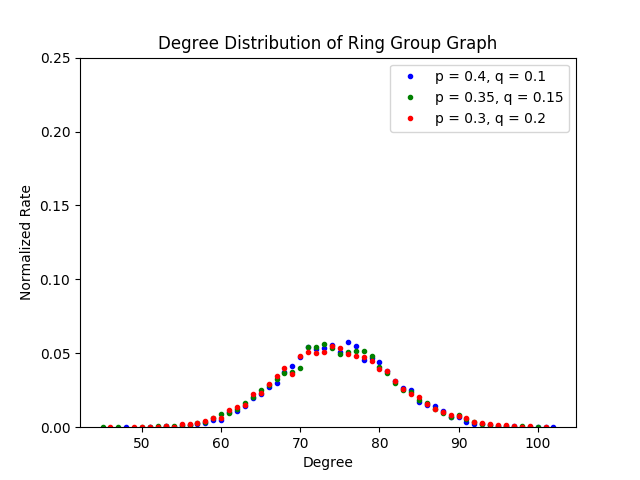 Degree Distribution of Ring Group Graph
p = 0.4, q = 0.1
p = 0.35, q = 0.15
p = 0.3, q = 0.2
Normalized Rate
0.25
0.20
0.15
0.10
0.05
0.00
50 60 70 80 90 100
Degree